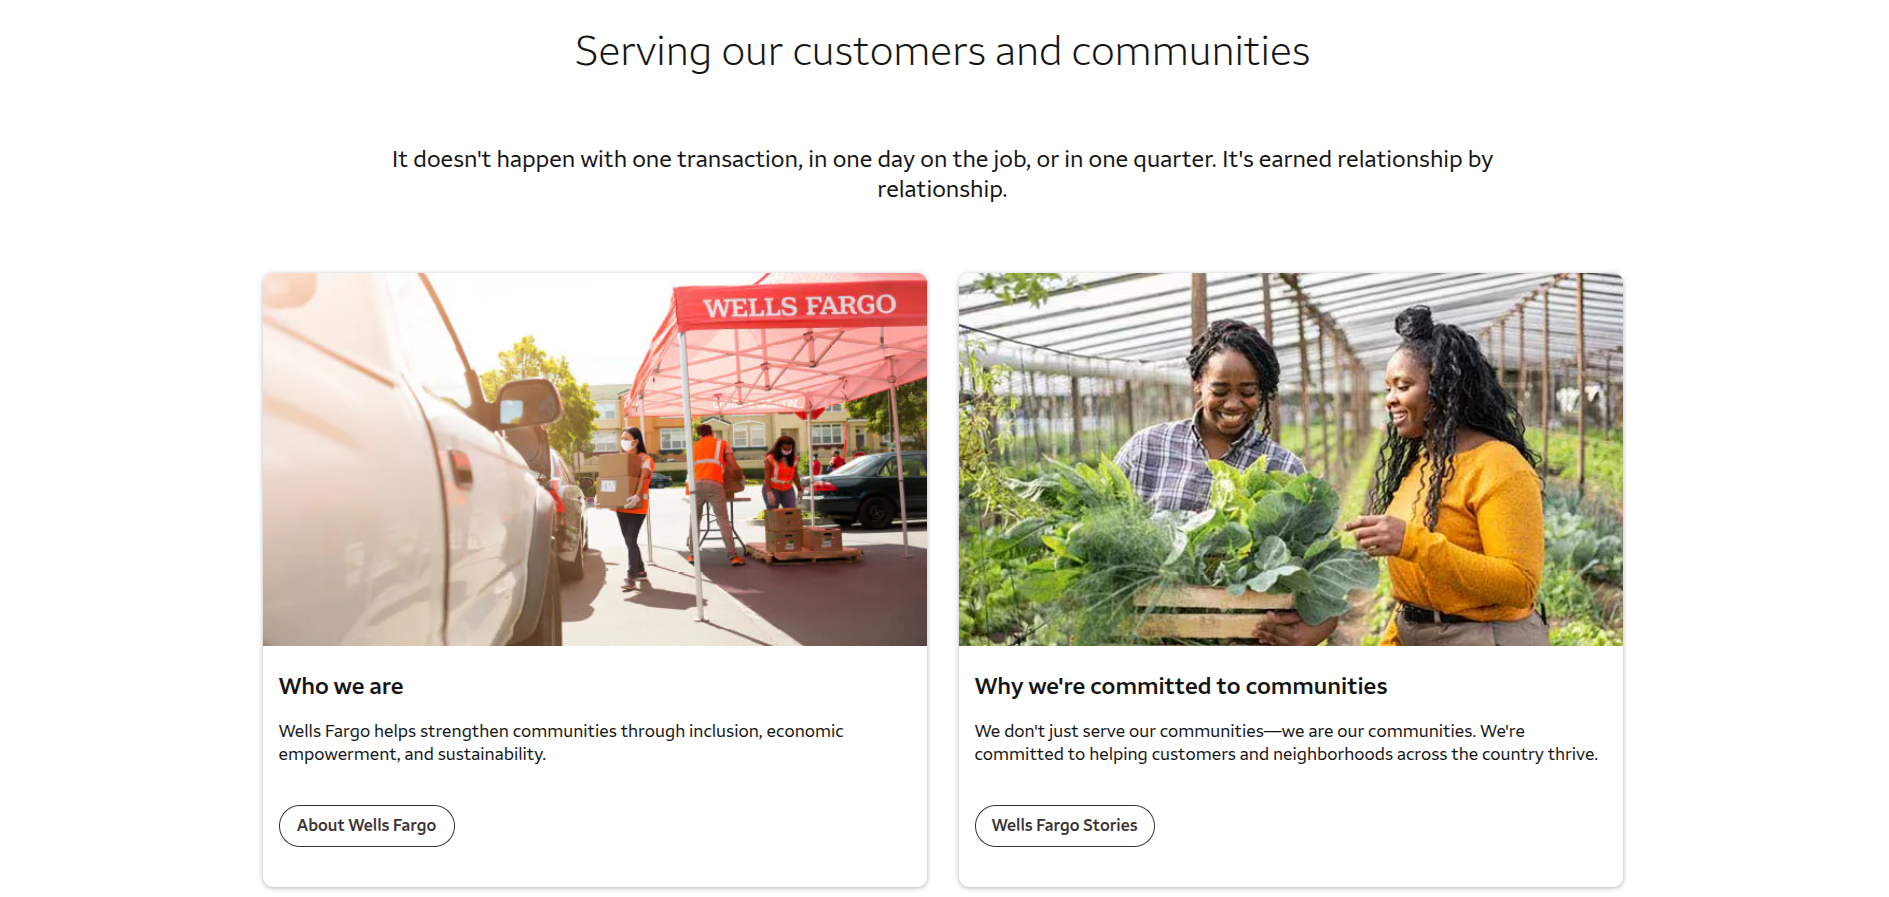 Serving our customers and communities
It doesn't happen with one transaction, in one day on the job, or in one quarter. It's earned relationship by
relationship.
WELLS FARGO
Who we are
Wells Fargo helps strengthen communities through inclusion, economic
empowerment, and sustainability.
About Wells Fargo
Why we're committed to communities
We don't just serve our communities—we are our communities. We're
committed to helping customers and neighborhoods across the country thrive.
Wells Fargo Stories